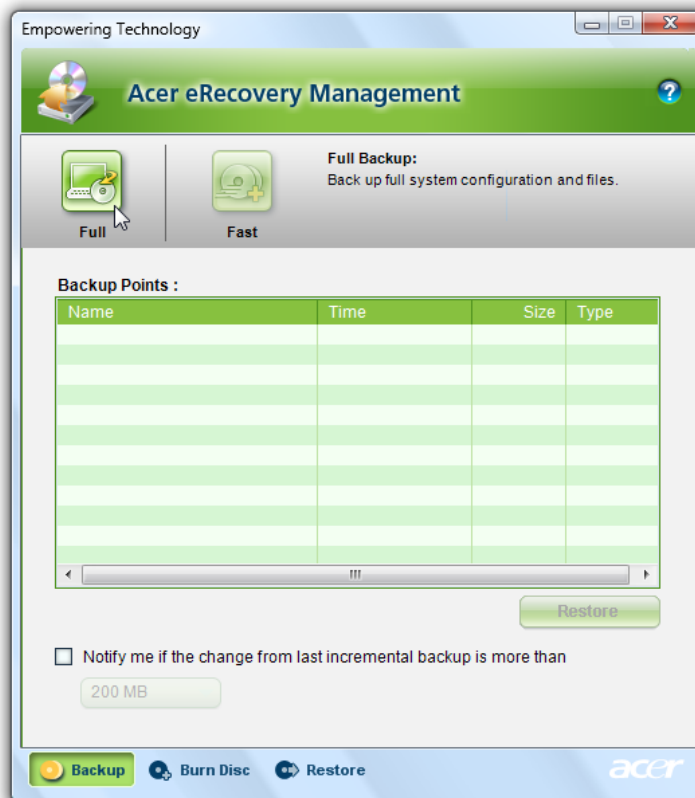 Empowering Technology
Acer eRecovery Management
?
Full Backup:
Back up full system configuration and files.
Full
Fast
Backup Points :
Name Time Size Type
Restore
Notify me if the change from last incremental backup is more than
200 MB
Backup Burn Disc Restore acer